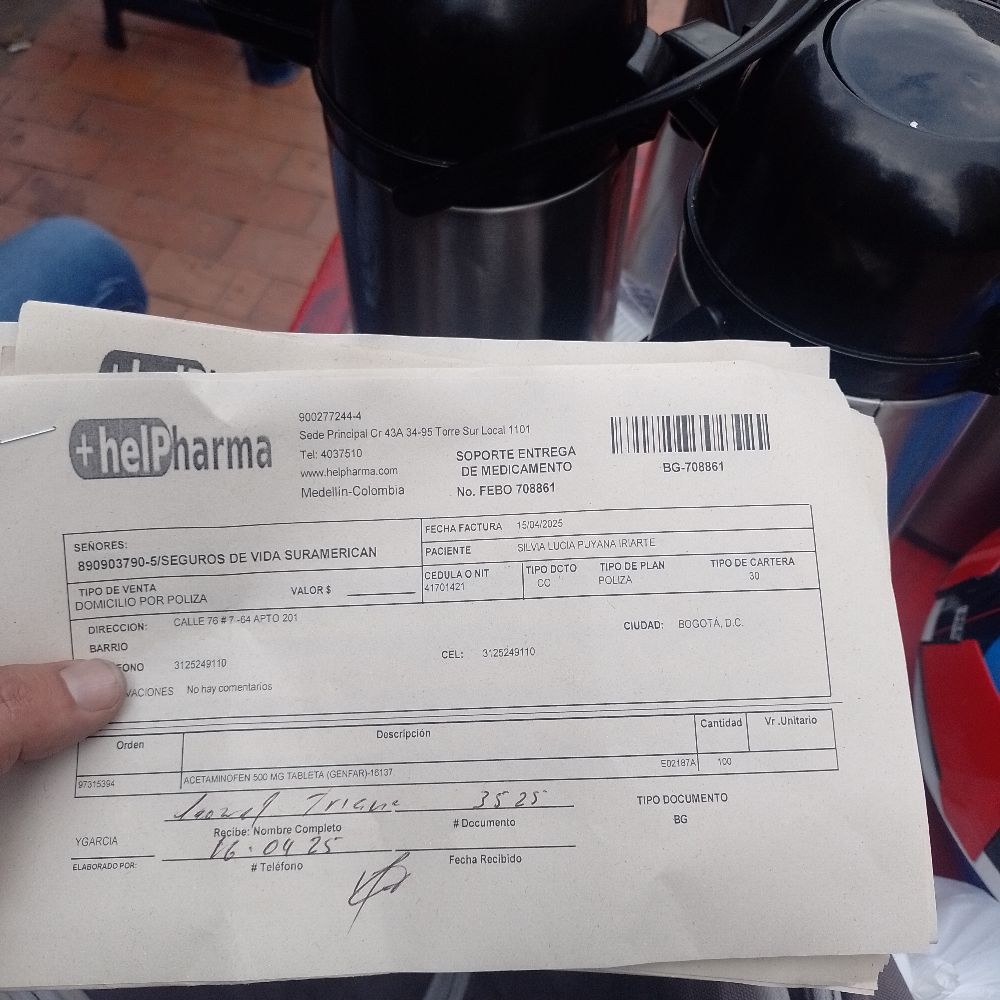 +helPharma
900277244-4
Sede Principal Cr 43A 34-95 Torre Sur Local 1101
Tel: 4037510
www.helpharma.com
Medellín-Colombia
SOPORTE ENTREGA
DE MEDICAMENTO
No. FEBO 708861
BG-708861
SEÑORES:
890903790-5/SEGUROS DE VIDA SURAMERICAN
FECHA FACTURA 15/04/2025
PACIENTE SILVIA LUCIA PUYANA IRIARTE
TIPO DE VENTA
DOMICILIO POR POLIZA
VALOR $
CEDULA O NIT
41701421
TIPO DCTO
CC
TIPO DE PLAN
POLIZA
TIPO DE CARTERA
30
DIRECCION: CALLE 76 # 7 -64 APTO 201
CIUDAD: BOGOTÁ, D.C.
BARRIO
FONO 3125249110
CEL: 3125249110
VACIONES No hay comentarios
Orden Descripción Cantidad Vr .Unitario
97315394 ACETAMINOFEN 500 MG TABLETA (GENFAR)-16137 E02187A 100
Triana 3525
Recibe: Nombre Completo # Documento
TIPO DOCUMENTO
BG
YGARCIA 16.04 25
ELABORADO POR: # Teléfono Fecha Recibido